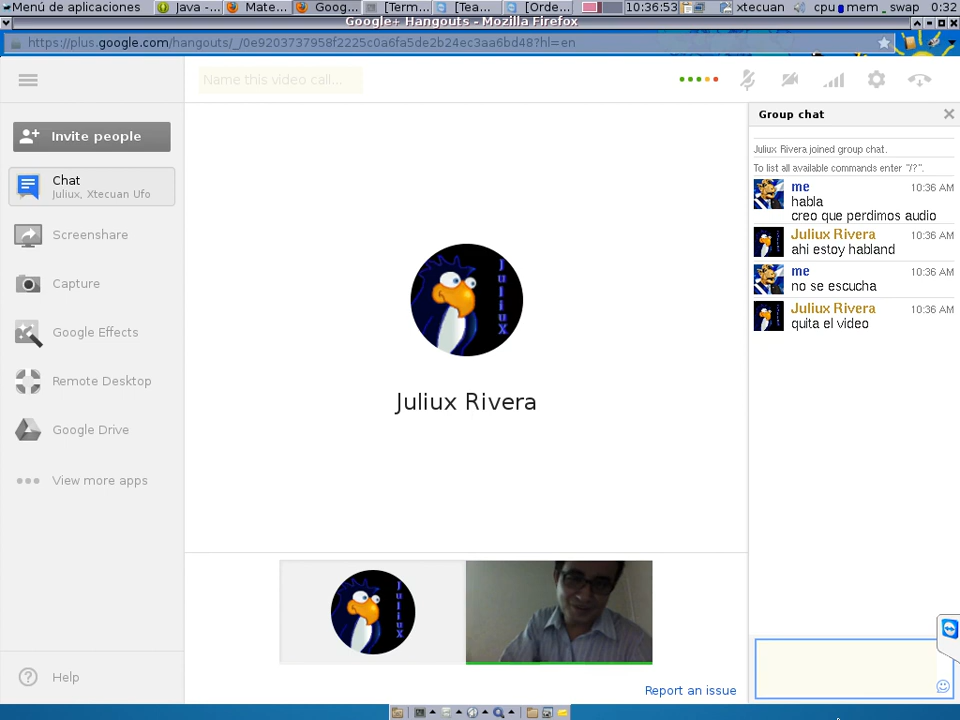 Menú de aplicaciones
Java -...
Mate...
Goog...
[Term...
[Tea...
[Orde...
10:36:53
xtecuan
cpu
mem
swap
0:32
Google+ Hangouts - Mozilla Firefox
https://plus.google.com/hangouts/_/0e9203737958f2225c0a6fa5de2b24ec3aa6bd48?hl=en
Name this video call...
Invite people
Chat
Juliux, Xtecuan Ufo
Screenshare
Capture
Google Effects
Remote Desktop
Google Drive
View more apps
Help
JuliuX
Juliux Rivera
JuliuX
Report an issue
Group chat
Juliux Rivera joined group chat.
To list all available commands enter "/?".
me 10:36 AM
habla
creo que perdimos audio
Juliux Rivera 10:36 AM
ahi estoy habland
me 10:36 AM
no se escucha
Juliux Rivera 10:36 AM
quita el video